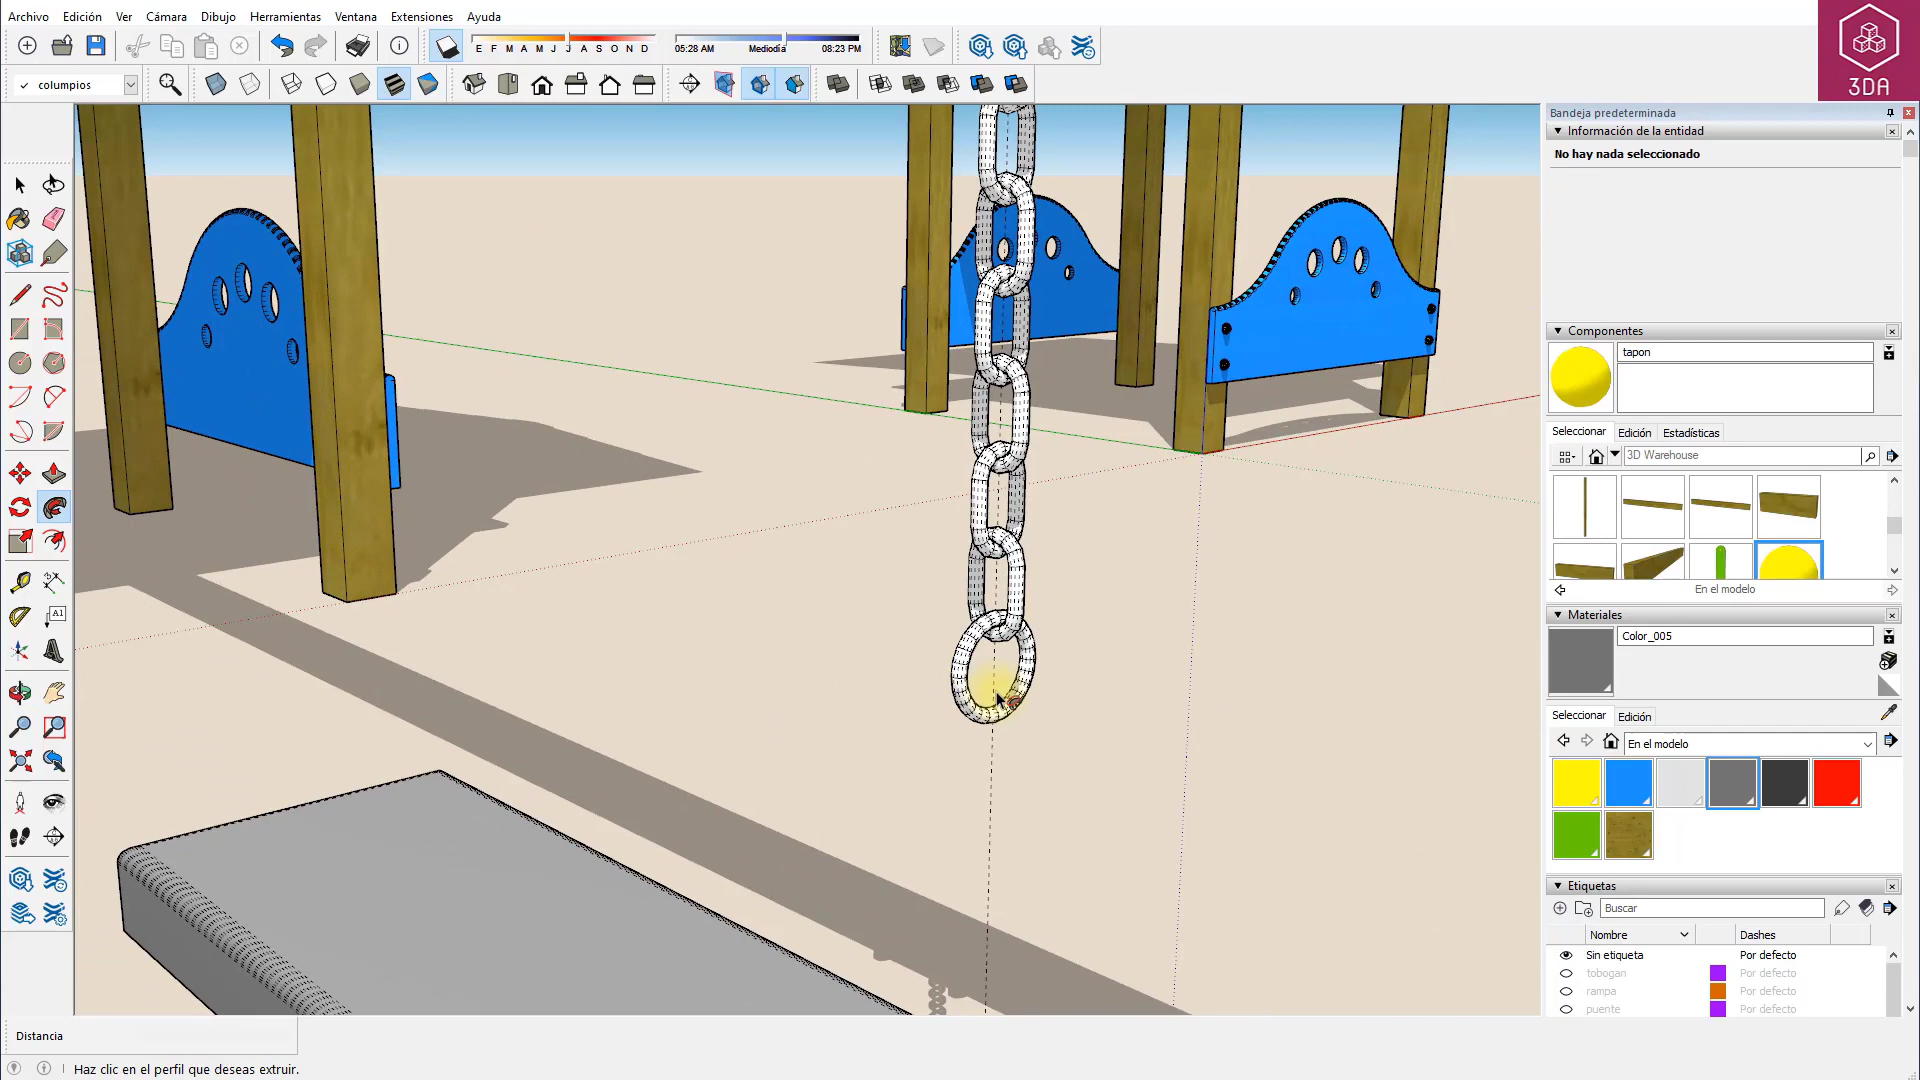 Archivo Edición Ver Cámara Dibujo Herramientas Ventana Extensiones Ayuda
E F M A M J J A S O N D
05:28 AM Mediodía 08:23 PM
3DA
columpios
Bandeja predeterminada
Información de la entidad
No hay nada seleccionado
Componentes
tapon
Seleccionar Edición Estadísticas
3D Warehouse
En el modelo
Materiales
Color_005
Seleccionar Edición
En el modelo
Etiquetas
Buscar
Nombre Dashes
Sin etiqueta Por defecto
tobogan Por defecto
rampa Por defecto
puente Por defecto
A1
Distancia
Haz clic en el perfil que deseas extruir.